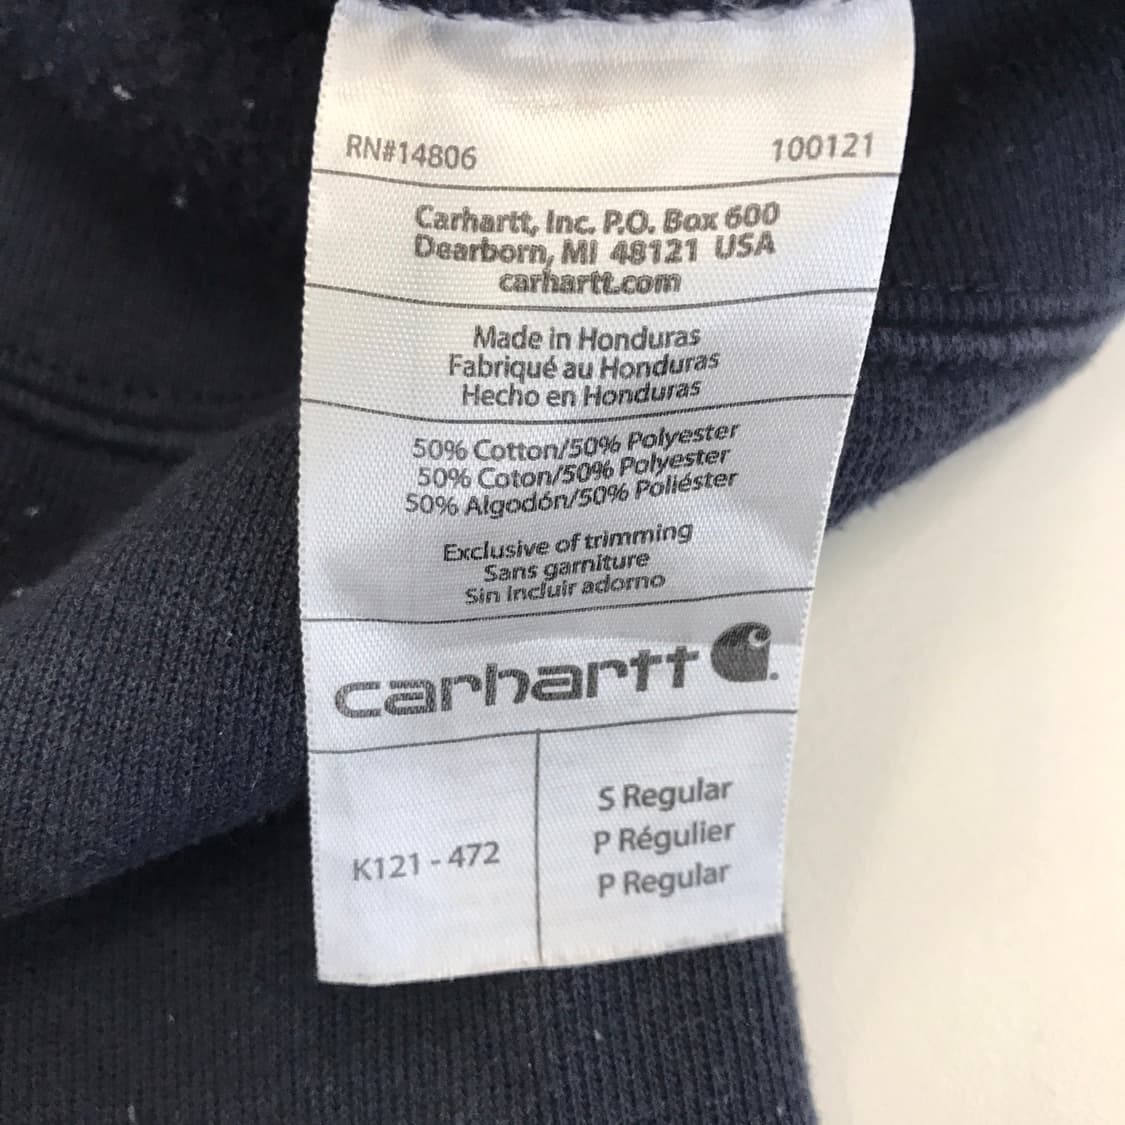 RN#14806 100121
Carhartt, Inc. P.O. Box 600
Dearborn, MI 48121 USA
carhartt.com
Made in Honduras
Fabriqué au Honduras
Hecho en Honduras
50% Cotton/50% Polyester
50% Coton/50% Polyester
50% Algodón/50% Poliéster
Exclusive of trimming
Sans garniture
Sin Incluir adorno
carhartt
K121 - 472
S Regular
P Régulier
P Regular